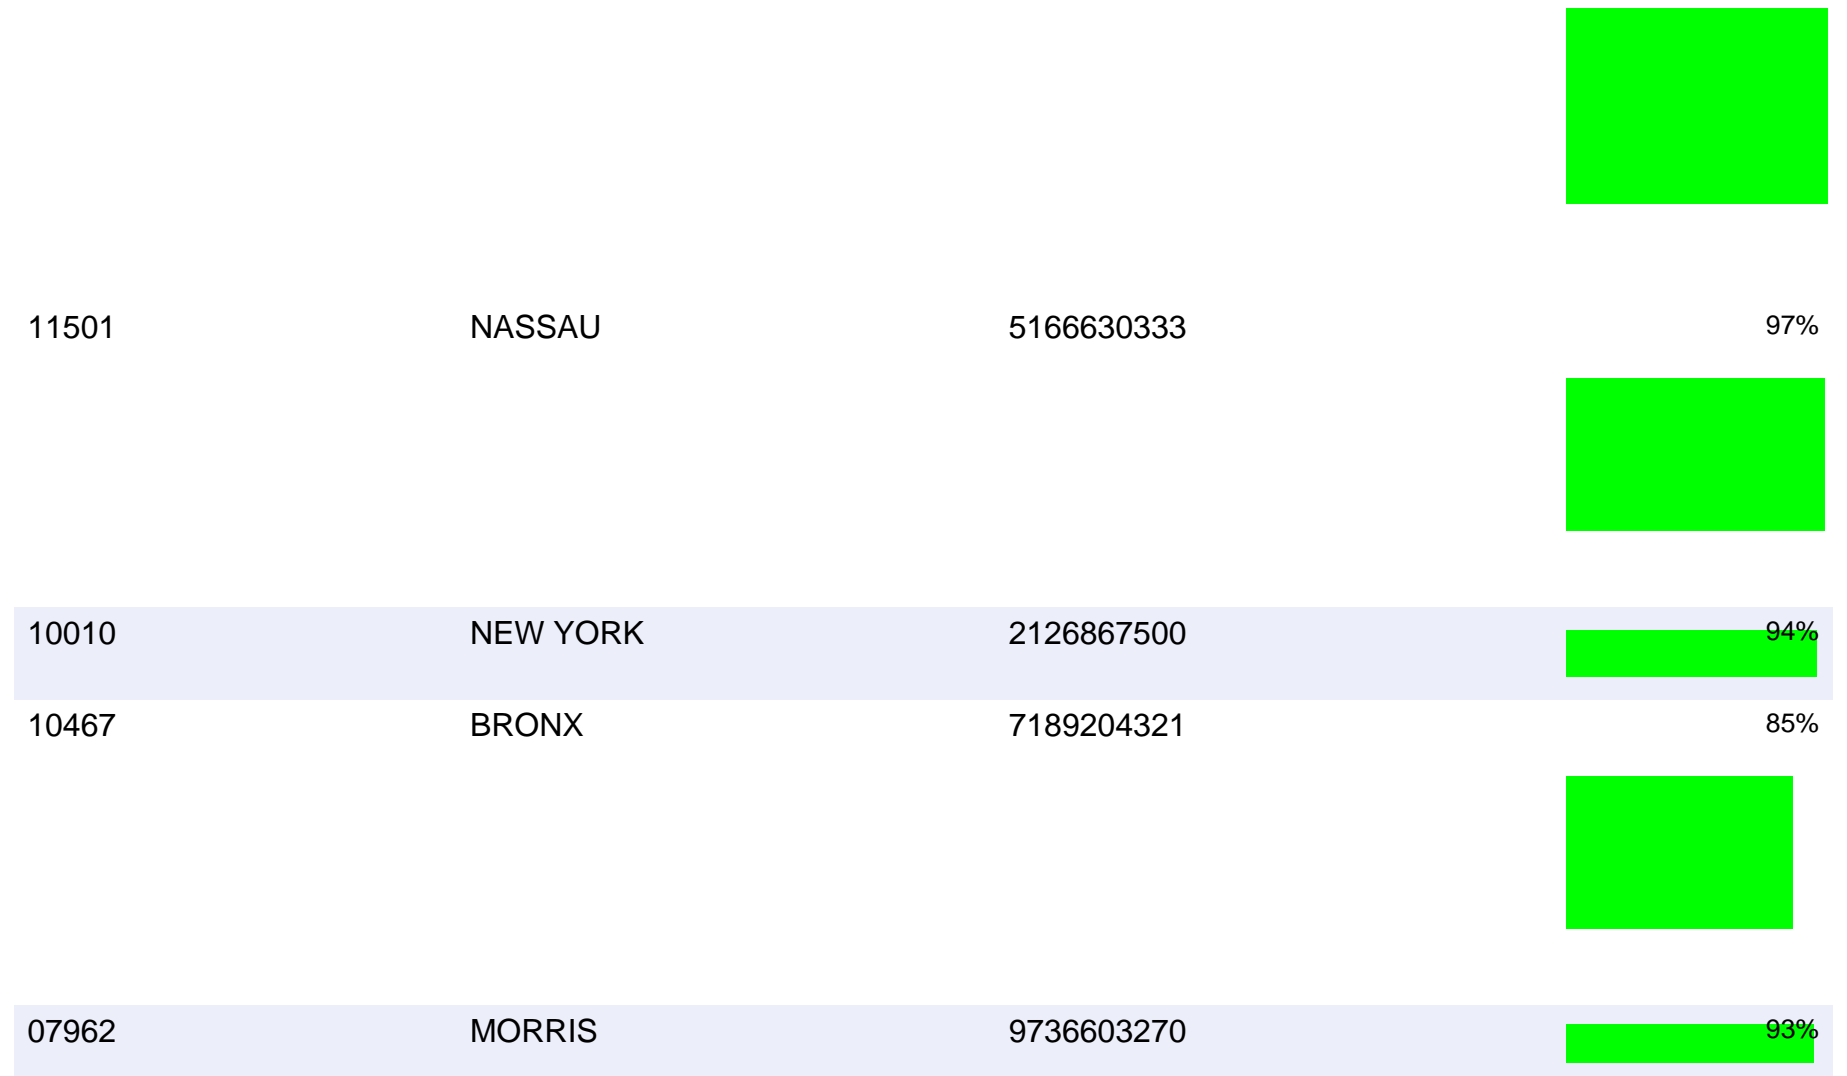 11501 NASSAU 5166630333 97%
10010 NEW YORK 2126867500 94%
10467 BRONX 7189204321 85%
07962 MORRIS 9736603270 93%